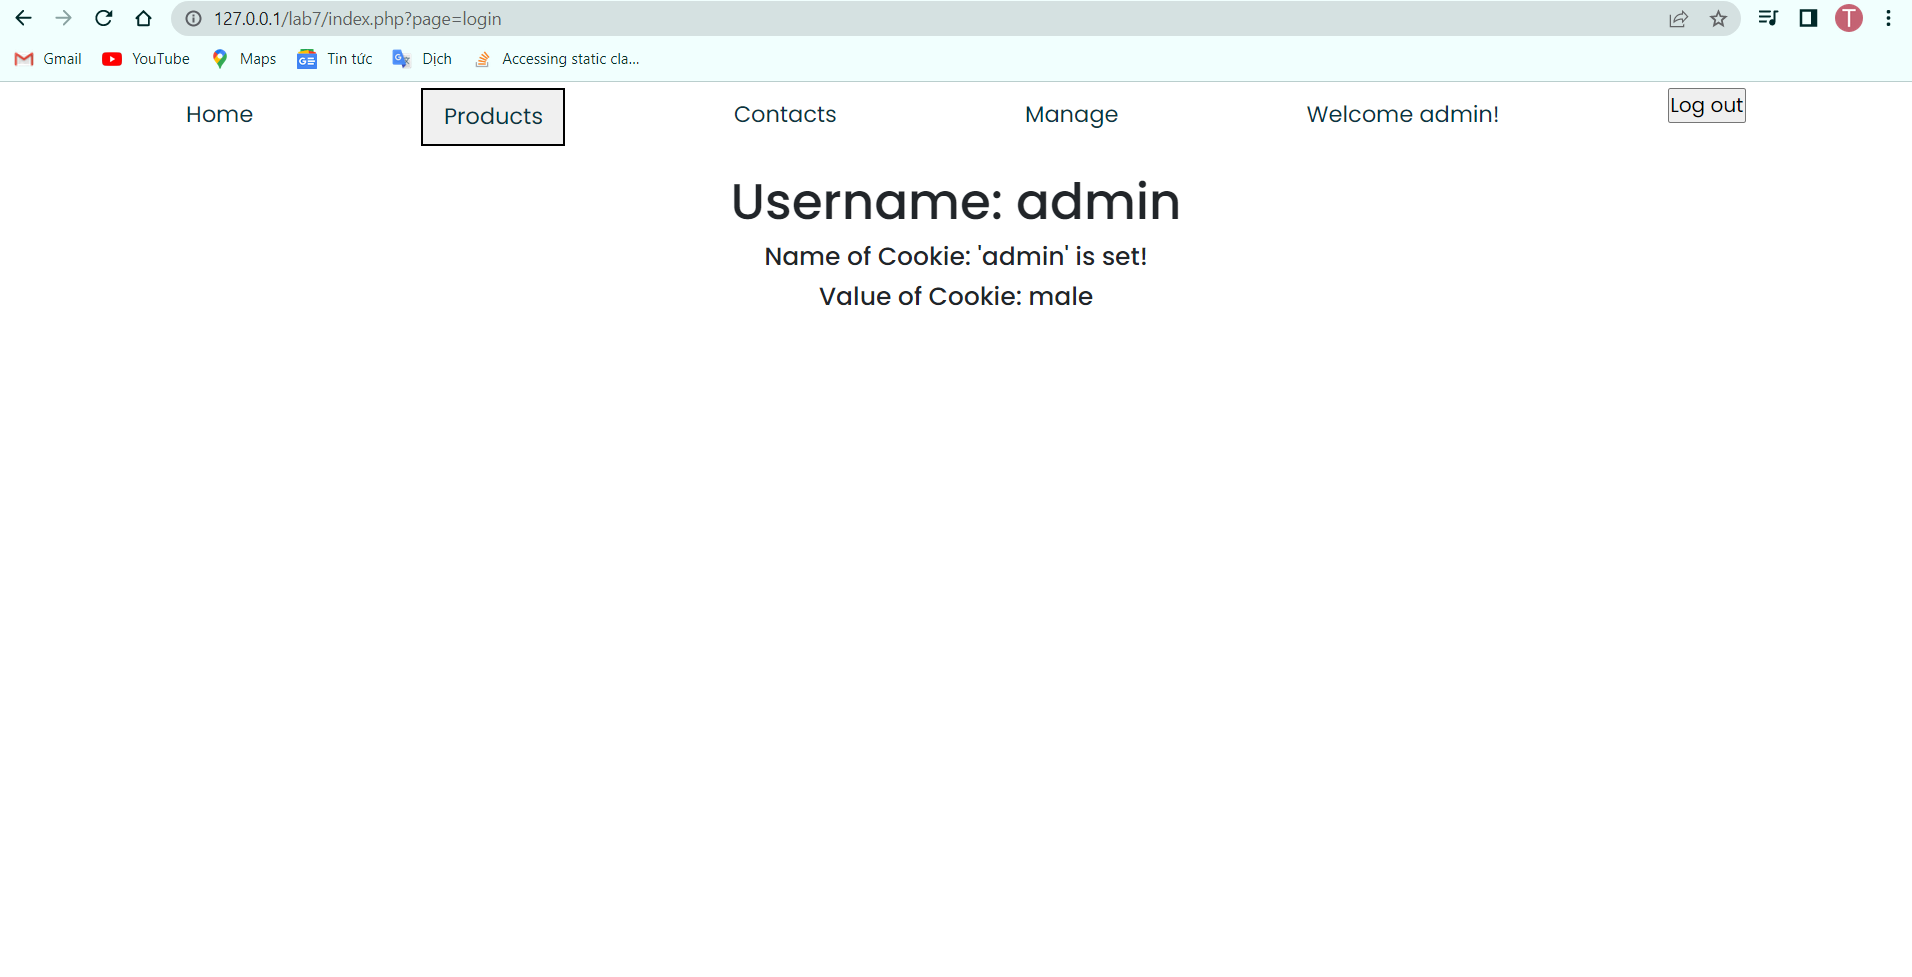 127.0.0.1/lab7/index.php?page=login
T
Gmail YouTube Maps Tin tức Dịch Accessing static cla...
Home Products Contacts Manage Welcome admin! Log out
Username: admin
Name of Cookie: 'admin' is set!
Value of Cookie: male